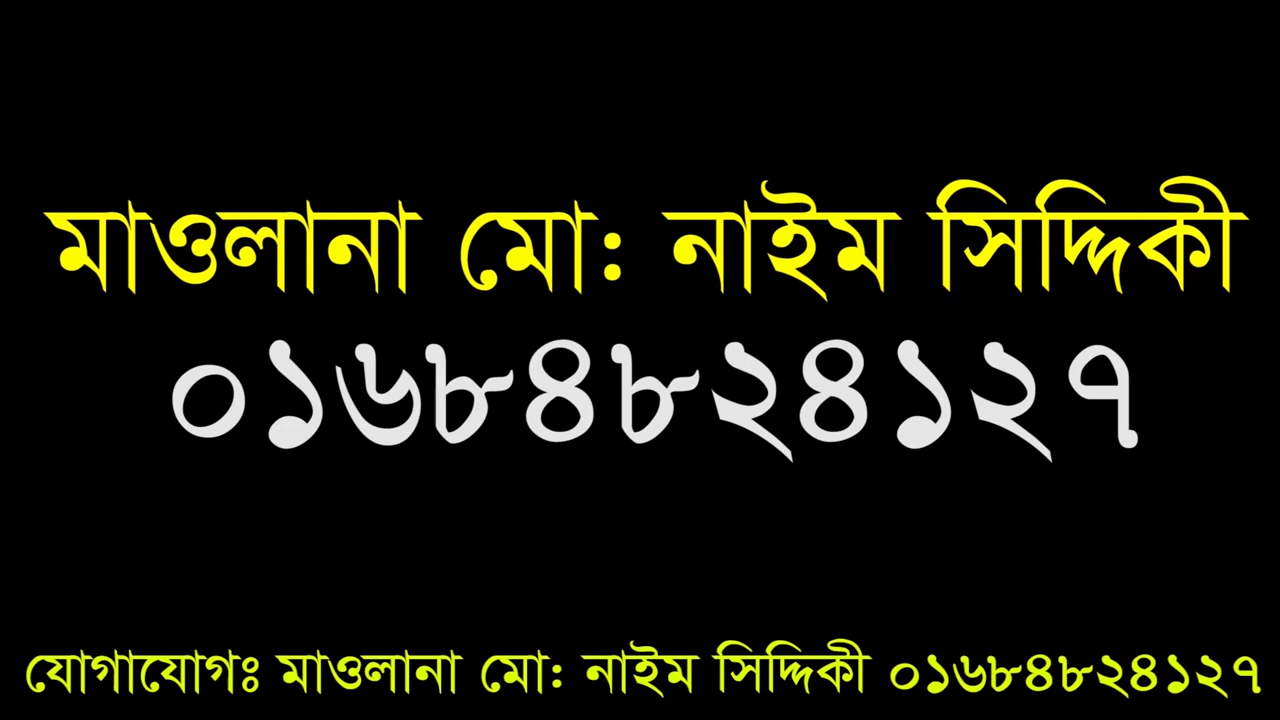 মাওলানা মো: নাইম সিদ্দিকী
০১৬৮৪৮২৪১২৭
যোগাযোগঃ মাওলানা মো: নাইম সিদ্দিকী ০১৬৮৪৮২৪১২৭